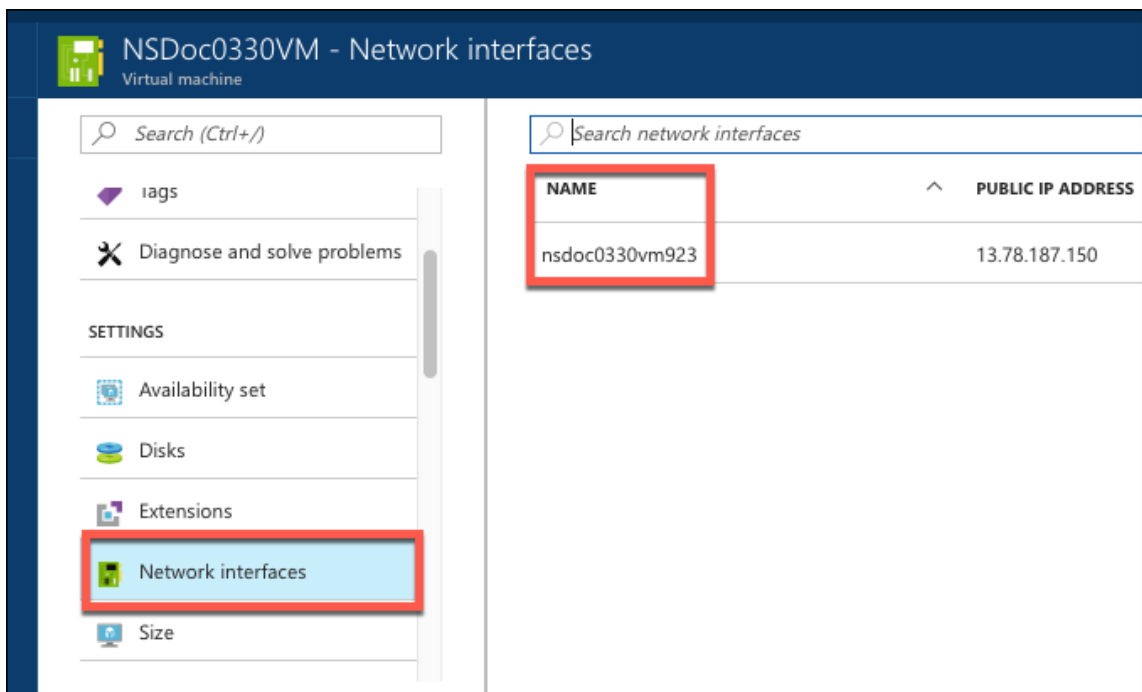 NSDoc0330VM - Network interfaces
Virtual machine
Search (Ctrl+/)
Search network interfaces
Tags
Diagnose and solve problems
SETTINGS
Availability set
Disks
Extensions
Network interfaces
Size
NAME
PUBLIC IP ADDRESS
nsdoc0330vm923
13.78.187.150